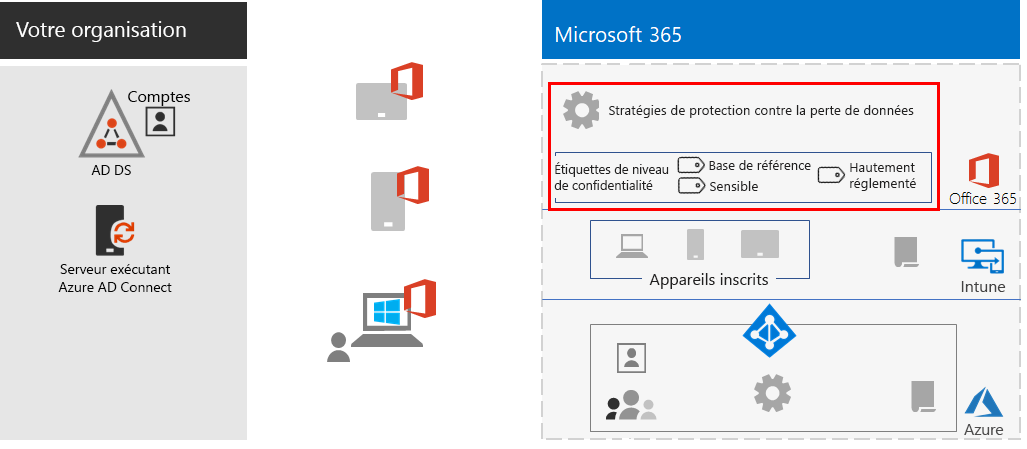 Votre organisation
Comptes
AD DS
Serveur exécutant
Azure AD Connect
Microsoft 365
Stratégies de protection contre la perte de données
Étiquettes de niveau
de confidentialité
Base de référence
Sensible
Hautement
réglementé
Office 365
Appareils inscrits
Intune
Azure